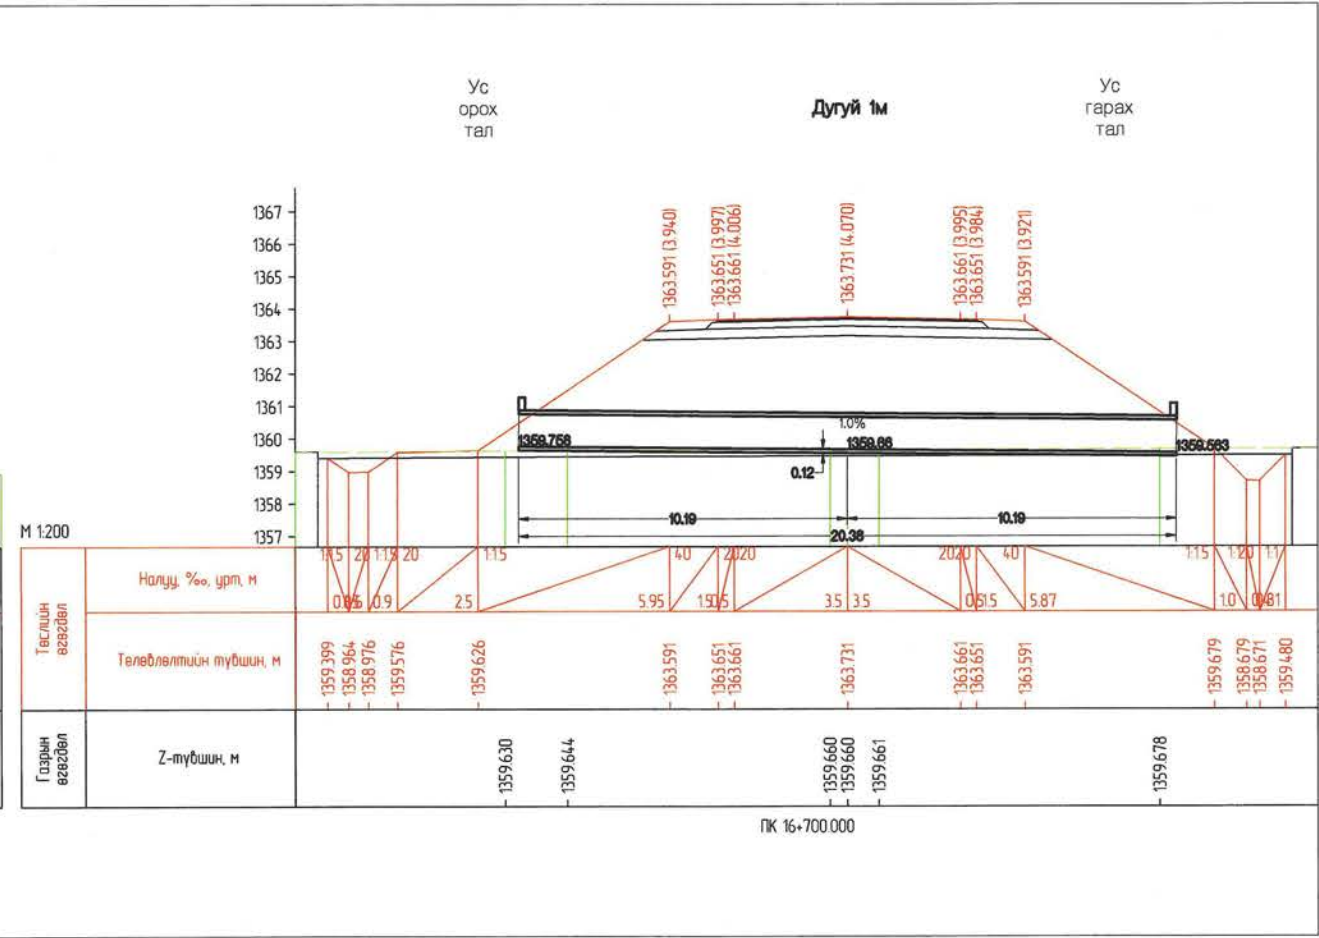 Ус
орох
тал
Дугуй 1м
Ус
гарах
тал
1363.591 (3.940)
1363.651 (3.997)
1363.661 (4.006)
1363.731 (4.070)
1363.661 (3.995)
1363.651 (3.984)
1363.591 (3.921)
1367
1366
1365
1364
1363
1362
1361
1360
1359
1358
1357
1.0%
1359.758
1359.66
1359.563
0.12
10.19
10.19
20.38
М 1:200
Төслийн
өгөгдөл
Налуу, ‰, урт, м
1:1.5 20 1:1.5 20 1:1.5 40 20 20 20 20 40 1:1.5 1:1 20 1:1
0.9 2.5 5.95 1.5 0.5 3.5 3.5 0.5 1.5 5.87 1.0
Төлөвлөлтийн түвшин, м
1359.399
1358.964
1358.976
1359.576
1359.626
1363.591
1363.651
1363.661
1363.731
1363.661
1363.651
1363.591
1359.679
1358.679
1358.671
1359.480
Газрын
өгөгдөл
Z-түвшин, м
1359.630
1359.644
1359.660
1359.660
1359.661
1359.678
ПК 16+700.000